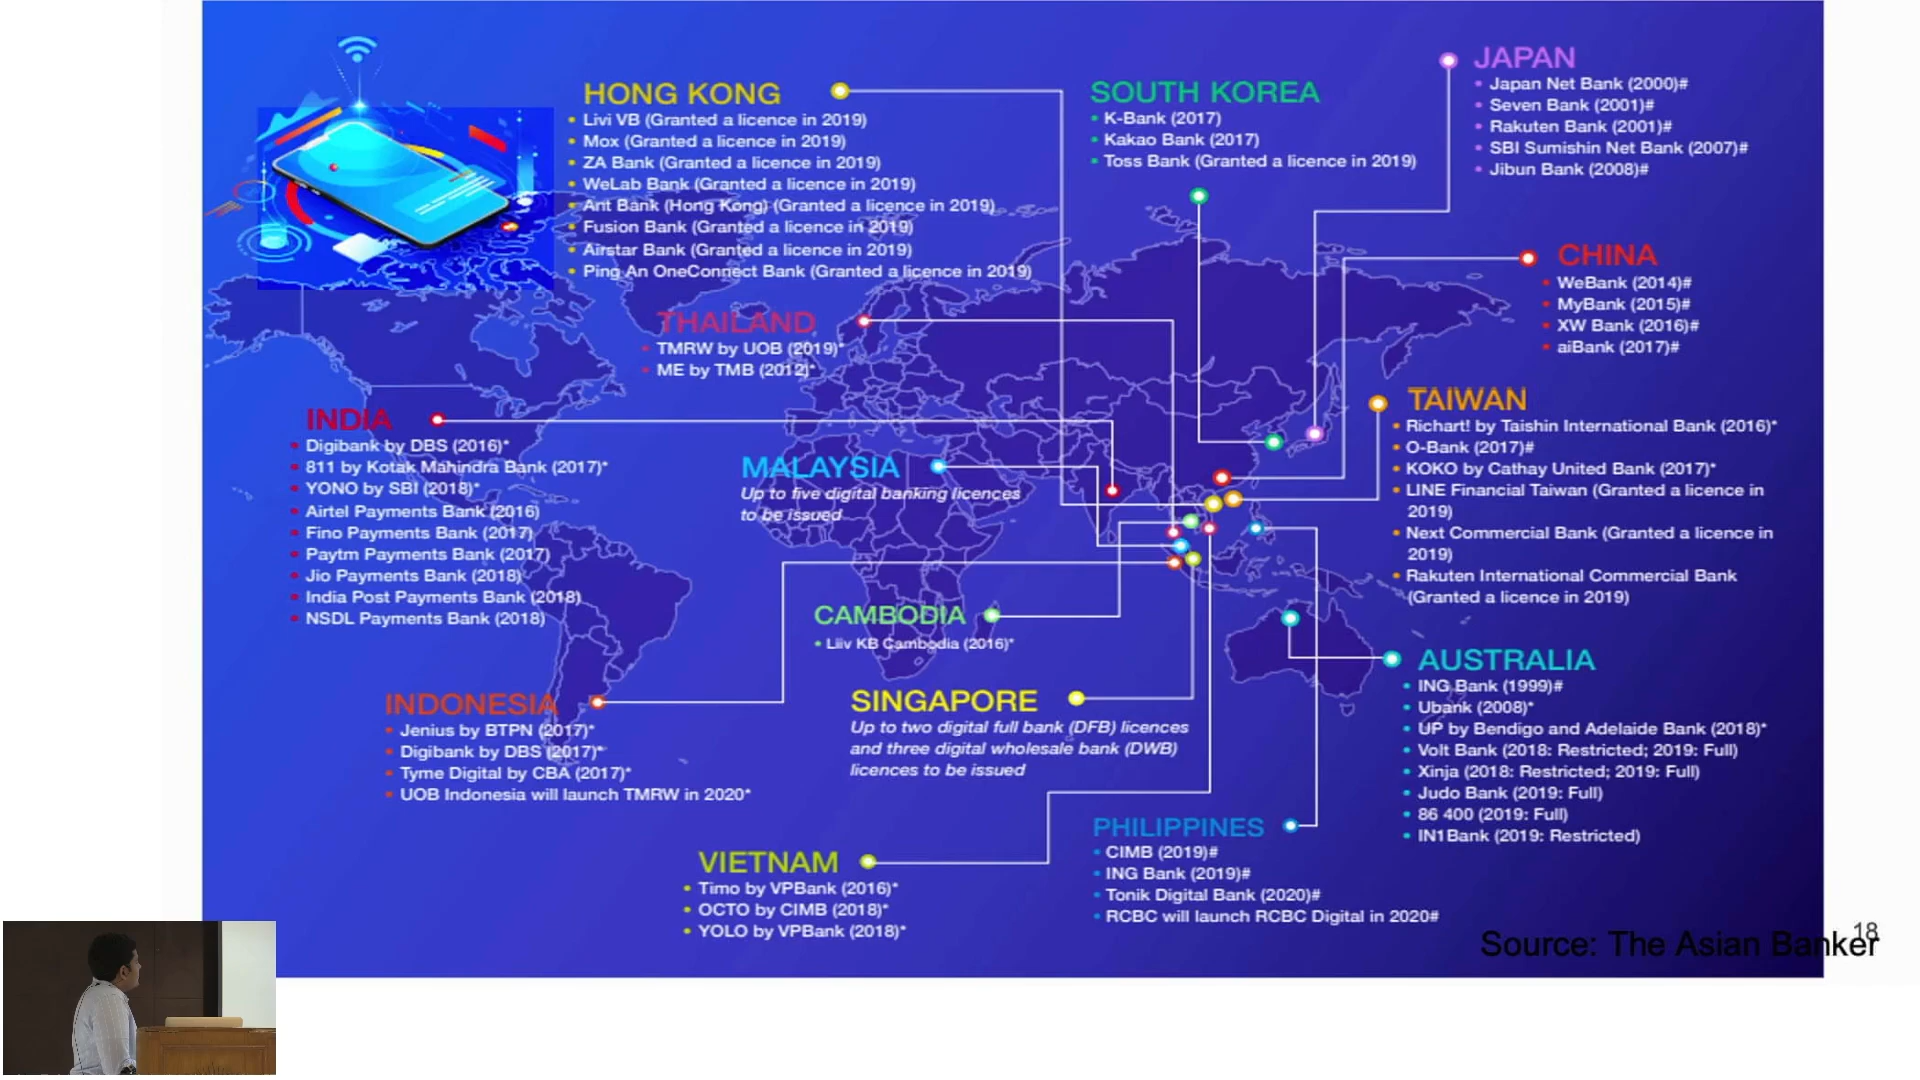 HONG KONG
• Livi VB (Granted a licence in 2019)
• Mox (Granted a licence in 2019)
• ZA Bank (Granted a licence in 2019)
• WeLab Bank (Granted a licence in 2019)
• Ant Bank (Hong Kong) (Granted a licence in 2019)
• Fusion Bank (Granted a licence in 2019)
• Airstar Bank (Granted a licence in 2019)
• Ping An OneConnect Bank (Granted a licence in 2019)
SOUTH KOREA
• K-Bank (2017)
• Kakao Bank (2017)
• Toss Bank (Granted a licence in 2019)
JAPAN
• Japan Net Bank (2000)#
• Seven Bank (2001)#
• Rakuten Bank (2001)#
• SBI Sumishin Net Bank (2007)#
• Jibun Bank (2008)#
CHINA
• WeBank (2014)#
• MyBank (2015)#
• XW Bank (2016)#
• aiBank (2017)#
THAILAND
• TMRW by UOB (2019)*
• ME by TMB (2012)*
INDIA
• Digibank by DBS (2016)*
• 811 by Kotak Mahindra Bank (2017)*
• YONO by SBI (2018)*
• Airtel Payments Bank (2016)
• Fino Payments Bank (2017)
• Paytm Payments Bank (2017)
• Jio Payments Bank (2018)
• India Post Payments Bank (2018)
• NSDL Payments Bank (2018)
MALAYSIA
Up to five digital banking licences
to be issued
TAIWAN
• Richart! by Taishin International Bank (2016)*
• O-Bank (2017)#
• KOKO by Cathay United Bank (2017)*
• LINE Financial Taiwan (Granted a licence in
2019)
• Next Commercial Bank (Granted a licence in
2019)
• Rakuten International Commercial Bank
(Granted a licence in 2019)
CAMBODIA
• Liiv KB Cambodia (2016)*
INDONESIA
• Jenius by BTPN (2017)*
• Digibank by DBS (2017)*
• Tyme Digital by CBA (2017)*
• UOB Indonesia will launch TMRW in 2020*
SINGAPORE
Up to two digital full bank (DFB) licences
and three digital wholesale bank (DWB)
licences to be issued
AUSTRALIA
• ING Bank (1999)#
• Ubank (2008)*
• UP by Bendigo and Adelaide Bank (2018)*
• Volt Bank (2018: Restricted; 2019: Full)
• Xinja (2018: Restricted; 2019: Full)
• Judo Bank (2019: Full)
• 86 400 (2019: Full)
• IN1Bank (2019: Restricted)
VIETNAM
• Timo by VPBank (2016)*
• OCTO by CIMB (2018)*
• YOLO by VPBank (2018)*
PHILIPPINES
• CIMB (2019)#
• ING Bank (2019)#
• Tonik Digital Bank (2020)#
• RCBC will launch RCBC Digital in 2020#
18
Source: The Asian Banker